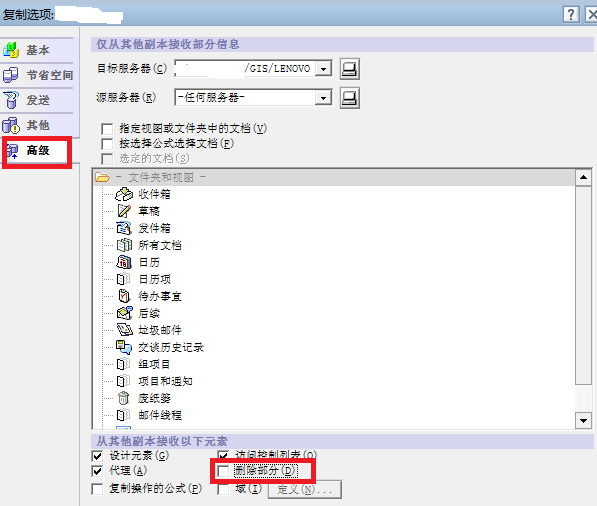 复制选项:
?
X
基本
节省空间
发送
其他
高级
仅从其他副本接收部分信息
目标服务器(C) /GIS/LENOVO
源服务器(R) -任何服务器-
指定视图或文件夹中的文档(V)
按选择公式选择文档(F)
选定的文档(S)
- 文件夹和视图 -
收件箱
草稿
发件箱
所有文档
日历
日历项
待办事宜
后续
垃圾邮件
交谈历史记录
组项目
项目和通知
废纸篓
邮件线程
从其他副本接收以下元素
设计元素(G) 访问控制列表(O)
代理(A) 删除部分(D)
复制操作的公式(P) 域(I) 定义(N)...